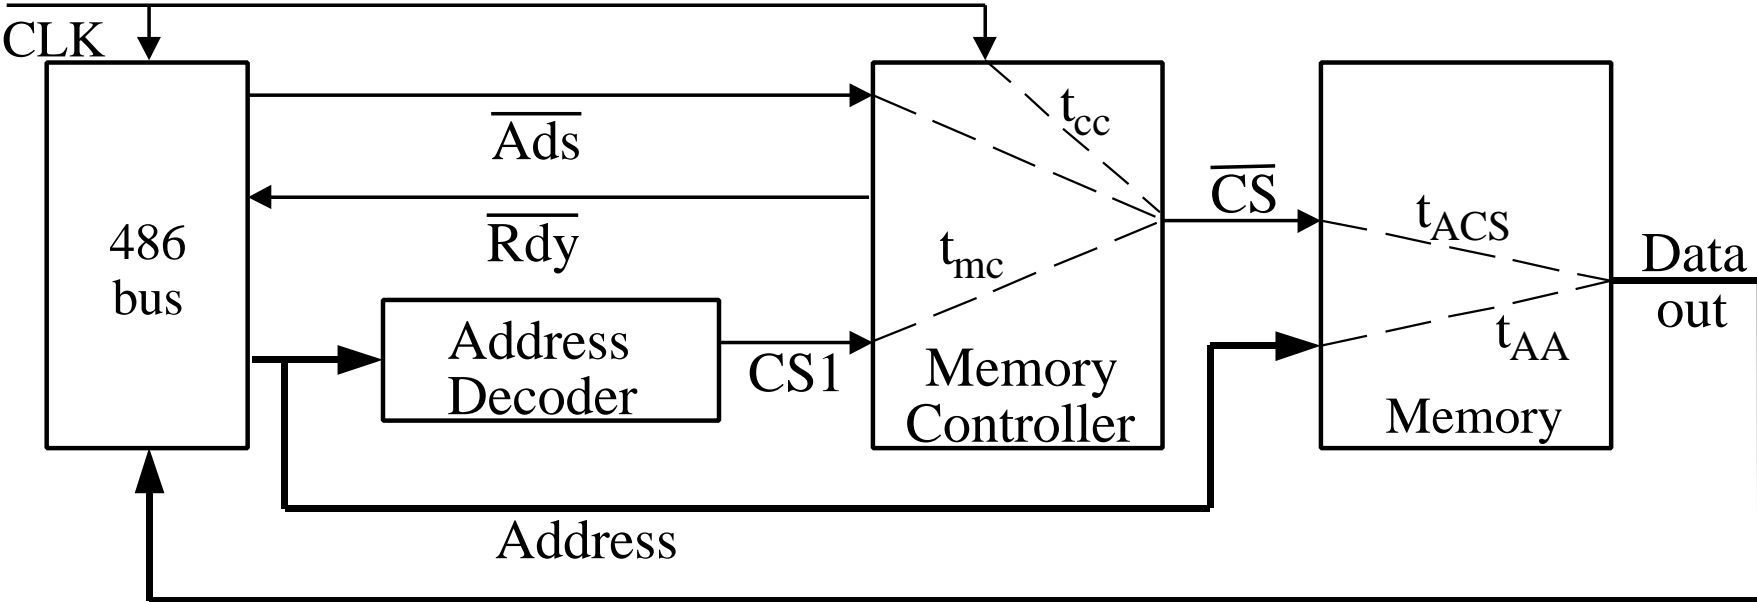 CLK
Ads
Rdy
486
bus
Address
Decoder
CS1
Address
tcc
tmc
Memory
Controller
CS
tACS
tAA
Memory
Data
out